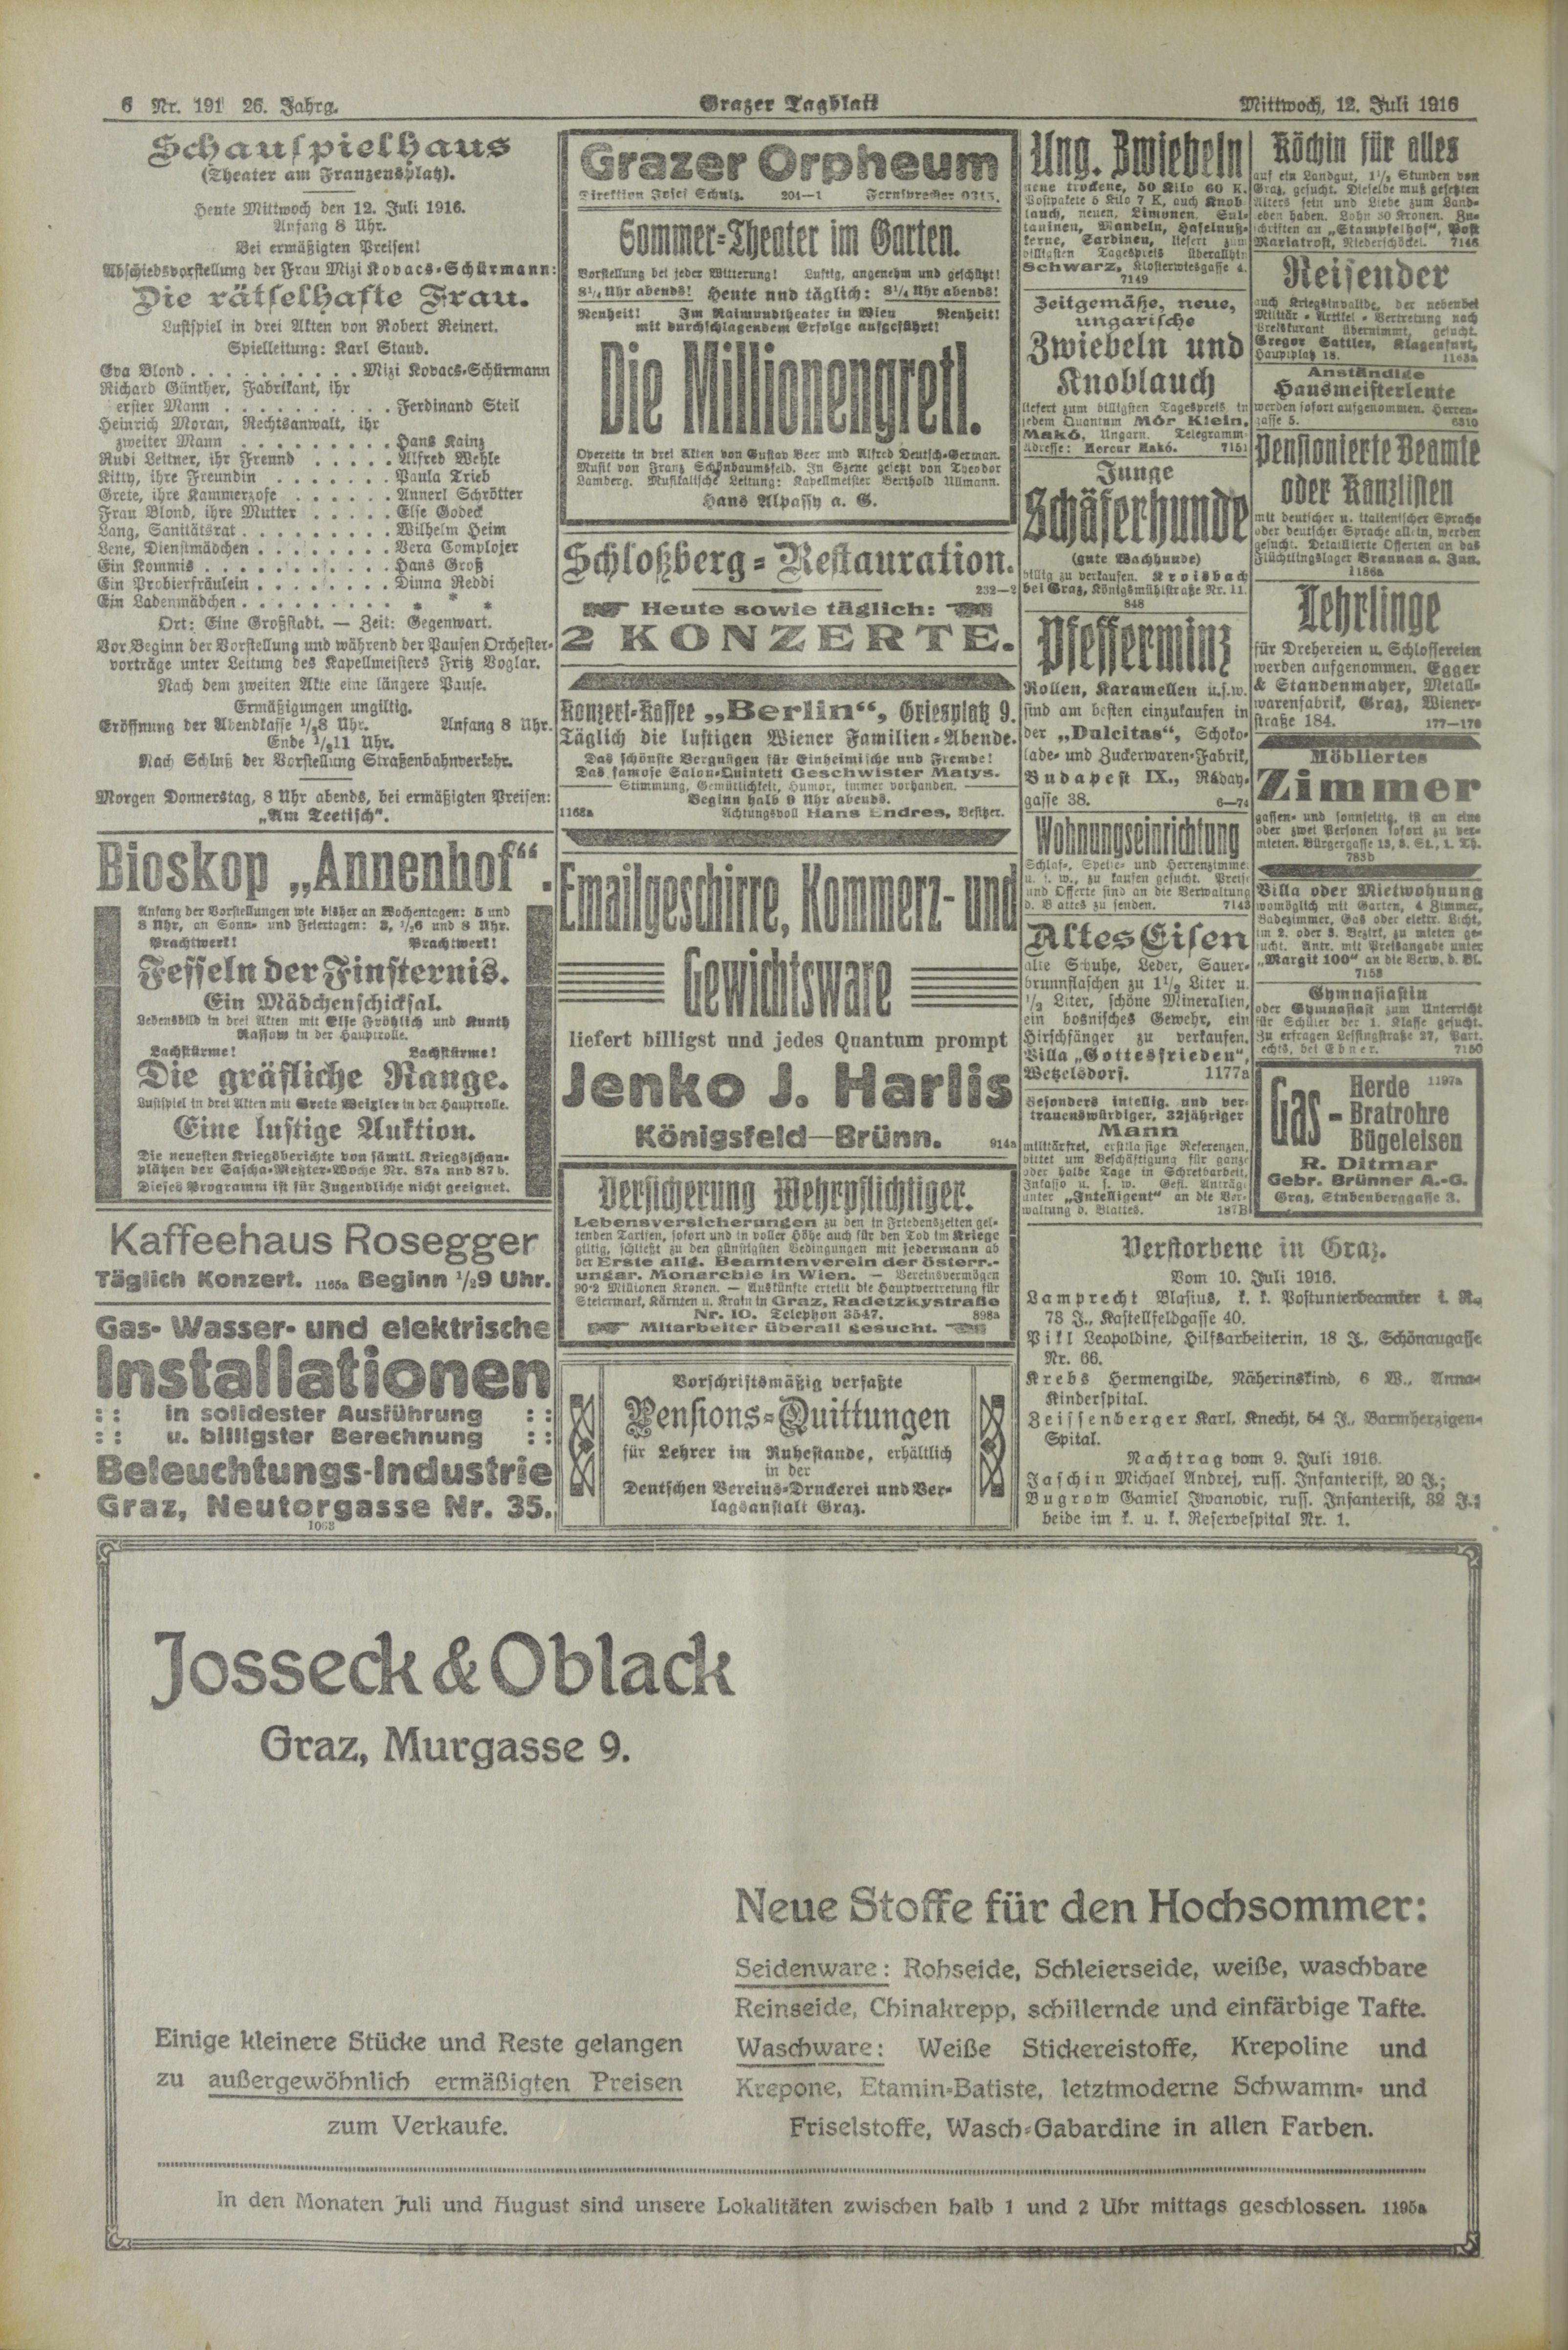 6 Nr. 191 26. Jahrg.
Grazer Tagblatt
Mittwoch, 12. Juli 1916
Schauspielhaus
(Theater am Franzensplatz).
Heute Mittwoch den 12. Juli 1916.
Anfang 8 Uhr.
Bei ermäßigten Preisen!
Abschiedsvorstellung der Frau Mizi Kovacs-Schürmann:
Die rätselhafte Frau.
Lustspiel in drei Akten von Robert Reinert.
Spielleitung: Karl Staud.
Eva Blond . . . . . . . . . . Mizi Kovacs-Schürmann
Richard Günther, Fabrikant, ihr
erster Mann . . . . . . . . . . Ferdinand Steil
Heinrich Moran, Rechtsanwalt, ihr
zweiter Mann . . . . . . . . . Hans Kainz
Rudi Leitner, ihr Freund . . . . . Alfred Wehle
Kitty, ihre Freundin . . . . . . . Paula Trieb
Grete, ihre Kammerzofe . . . . . . Annerl Schrötter
Frau Blond, ihre Mutter . . . . . Else Godeck
Lang, Sanitätsrat . . . . . . . . . Wilhelm Heim
Lene, Dienstmädchen . . . . . . . . Vera Complojer
Ein Kommis . . . . . . . . . . . Hans Groß
Ein Probierfräulein . . . . . . . . Dinna Reddi
Ein Ladenmädchen . . . . . . . . . * * *
Ort: Eine Großstadt. — Zeit: Gegenwart.
Vor Beginn der Vorstellung und während der Pausen Orchester-
vorträge unter Leitung des Kapellmeisters Fritz Voglar.
Nach dem zweiten Akte eine längere Pause.
Ermäßigungen ungiltig.
Eröffnung der Abendkasse 1/28 Uhr. Anfang 8 Uhr.
Ende 1/211 Uhr.
Nach Schluß der Vorstellung Straßenbahnverkehr.
Morgen Donnerstag, 8 Uhr abends, bei ermäßigten Preisen:
„Am Teetisch“.
Bioskop „Annenhof“.
Anfang der Vorstellungen wie bisher an Wochentagen: 5 und
8 Uhr, an Sonn- und Feiertagen: 3, 1/26 und 8 Uhr.
Prachtwerk! Prachtwerk!
Fesseln der Finsternis.
Ein Mädchenschicksal.
Lebensbild in drei Akten mit Else Fröhlich und Kunth
Rassow in der Hauptrolle.
Lachstürme! Lachstürme!
Die gräfliche Range.
Lustspiel in drei Akten mit Grete Weixler in der Hauptrolle.
Eine lustige Auktion.
Die neuesten Kriegsberichte von sämtl. Kriegsschau-
plätzen der Sascha-Meßter-Woche Nr. 87a und 87b.
Dieses Programm ist für Jugendliche nicht geeignet.
Kaffeehaus Rosegger
Täglich Konzert. 1165a Beginn 1/29 Uhr.
Gas- Wasser- und elektrische
Installationen
:: in solidester Ausführung ::
:: u. billigster Berechnung ::
Beleuchtungs-Industrie
Graz, Neutorgasse Nr. 35.
1063
Grazer Orpheum
Direktion Josef Schulz. 204—1 Fernsprecher 0315.
Sommer-Theater im Garten.
Vorstellung bei jeder Witterung! Luftig, angenehm und geschützt!
8 1/4 Uhr abends! Heute und täglich: 8 1/4 Uhr abends!
Neuheit! Im Raimundtheater in Wien Neuheit!
mit durchschlagendem Erfolge aufgeführt!
Die Millionengretl.
Operette in drei Akten von Gustav Beer und Alfred Deutsch-German.
Musik von Franz Schönbaumsfeld. In Szene gesetzt von Theodor
Lamberg. Musikalische Leitung: Kapellmeister Berthold Ullmann.
Hans Alpassy a. G.
Schloßberg-Restauration.
232—2
Heute sowie täglich:
2 KONZERTE.
Konzert-Kaffee „Berlin“, Griesplatz 9.
Täglich die lustigen Wiener Familien-Abende.
Das schönste Vergnügen für Einheimische und Fremde!
Das famose Salon-Quintett Geschwister Matys.
Stimmung, Gemütlichkeit, Humor, immer vorhanden.
Beginn halb 9 Uhr abends.
1168a Achtungsvoll Hans Endres, Besitzer.
Emailgeschirre, Kommerz- und
Gewichtsware
liefert billigst und jedes Quantum prompt
Jenko J. Harlis
Königsfeld—Brünn. 914a
Versicherung Wehrpflichtiger.
Lebensversicherungen zu den in Friedenszeiten gel-
tenden Tarifen, sofort und in voller Höhe auch für den Tod im Kriege
giltig, schließt zu den günstigsten Bedingungen mit jedermann ab
der Erste allg. Beamtenverein der österr.-
ungar. Monarchie in Wien. — Vereinsvermögen
90·2 Millionen Kronen. — Auskünfte erteilt die Hauptvertretung für
Steiermark, Kärnten u. Krain in Graz, Radetzkystraße
Nr. 10. Telephon 3547. 898a
Mitarbeiter überall gesucht.
Vorschriftsmäßig verfaßte
Pensions-Quittungen
für Lehrer im Ruhestande, erhältlich
in der
Deutschen Vereins-Druckerei und Ver-
lagsanstalt Graz.
Ung. Zwiebeln
neue trockene, 50 Kilo 60 K.
Postpakete 5 Kilo 7 K, auch Knob
lauch, neuen, Limonen, Sul-
taninen, Mandeln, Haselnuß-
kerne, Sardinen, liefert zum
billigsten Tagespreis überallhin
Schwarz, Klosterwiesgasse 4.
7149
Zeitgemäße, neue,
ungarische
Zwiebeln und
Knoblauch
liefert zum billigsten Tagespreis in
jedem Quantum Mór Klein,
Makó, Ungarn. Telegramm-
Adresse: Mercur Makó. 7151
Junge
Schäferhunde
(gute Wachhunde)
billig zu verkaufen. Kroisbach
bei Graz, Königsmühlstraße Nr. 11.
848
Pfefferminz
Rollen, Karamellen u.s.w.
sind am besten einzukaufen in
der „Dulcitas“, Schoko-
lade- und Zuckerwaren-Fabrik,
Budapest IX., Ráday-
gasse 38. 6—74
Wohnungseinrichtung
Schlaf-, Speise- und Herrenzimme
u. s. w., zu kaufen gesucht. Preise
und Offerte sind an die Verwaltung
d. Blattes zu senden. 7143
Altes Eisen
alte Schuhe, Leder, Sauer-
brunnflaschen zu 1 1/2 Liter u.
1/2 Liter, schöne Mineralien,
ein bosnisches Gewehr, ein
Hirschfänger zu verkaufen.
Villa „Gottesfrieden“,
Wetzelsdorf. 1177a
Besonders intellig. und ver-
trauenswürdiger, 32jähriger
Mann
militärfrei, erstklassige Referenzen,
bittet um Beschäftigung für ganze
oder halbe Tage in Schreibarbeit,
Inkasso u. s. w. Gefl. Anträge
unter „Intelligent“ an die Ver-
waltung d. Blattes. 187B
Köchin für alles
auf ein Landgut, 1 1/2 Stunden von
Graz, gesucht. Dieselbe muß gesetzten
Alters sein und Liebe zum Land-
leben haben. Lohn 30 Kronen. Zu-
schriften an „Stampfelhof“, Post
Mariatrost, Niederschöckel. 7146
Reisender
auch Kriegsinvalide, der nebenbei
Militär-Artikel-Vertretung nach
Preiskurant übernimmt, gesucht.
Gregor Sattler, Klagenfurt,
Hauptplatz 18. 1163a
Anständige
Hausmeisterleute
werden sofort aufgenommen. Herren-
gasse 5. 6310
Pensionierte Beamte
oder Kanzlisten
mit deutscher u. italienischer Sprache
oder deutscher Sprache allein, werden
gesucht. Detaillierte Offerten an das
Flüchtlingslager Braunau a. Inn.
1186a
Lehrlinge
für Drehereien u. Schlossereien
werden aufgenommen. Egger
& Standenmayer, Metall-
warenfabrik, Graz, Wiener-
straße 184. 177—170
Möbliertes
Zimmer
gassen- und sonnseitig, ist an eine
oder zwei Personen sofort zu ver-
mieten. Bürgergasse 13, 3. St., 1. Th.
783b
Villa oder Mietwohnung
womöglich mit Garten, 4 Zimmer,
Badezimmer, Gas oder elektr. Licht,
im 2. oder 3. Bezirk, zu mieten ge-
sucht. Antr. mit Preisangabe unter
„Margit 100“ an die Verw. d. Bl.
7153
Gymnasiastin
oder Gymnasiast zum Unterricht
für Schüler der 1. Klasse gesucht.
Zu erfragen Lessingstraße 27, Part.
rechts, bei Ebner. 7150
Gas-
Herde 1197a
Bratrohre
Bügeleisen
R. Ditmar
Gebr. Brünner A.-G.
Graz, Stubenberggasse 3.
Verstorbene in Graz.
Vom 10. Juli 1916.
Lamprecht Blasius, k. k. Postunterbeamter i. R.,
73 J., Kastellfeldgasse 40.
Pikl Leopoldine, Hilfsarbeiterin, 18 J., Schönaugasse
Nr. 66.
Krebs Hermengilde, Näherinskind, 6 W., Anna-
Kinderspital.
Zeissenberger Karl, Knecht, 54 J., Barmherzigen-
Spital.
Nachtrag vom 9. Juli 1916.
Jaschin Michael Andrej, russ. Infanterist, 20 J.;
Bugrow Gamiel Iwanovic, russ. Infanterist, 32 J.;
beide im k. u. k. Reservespital Nr. 1.
Josseck & Oblack
Graz, Murgasse 9.
Einige kleinere Stücke und Reste gelangen
zu außergewöhnlich ermäßigten Preisen
zum Verkaufe.
Neue Stoffe für den Hochsommer:
Seidenware: Rohseide, Schleierseide, weiße, waschbare
Reinseide, Chinakrepp, schillernde und einfärbige Tafte.
Waschware: Weiße Stickereistoffe, Krepoline und
Krepone, Etamin-Batiste, letztmoderne Schwamm- und
Friselstoffe, Wasch-Gabardine in allen Farben.
In den Monaten Juli und August sind unsere Lokalitäten zwischen halb 1 und 2 Uhr mittags geschlossen. 1195a